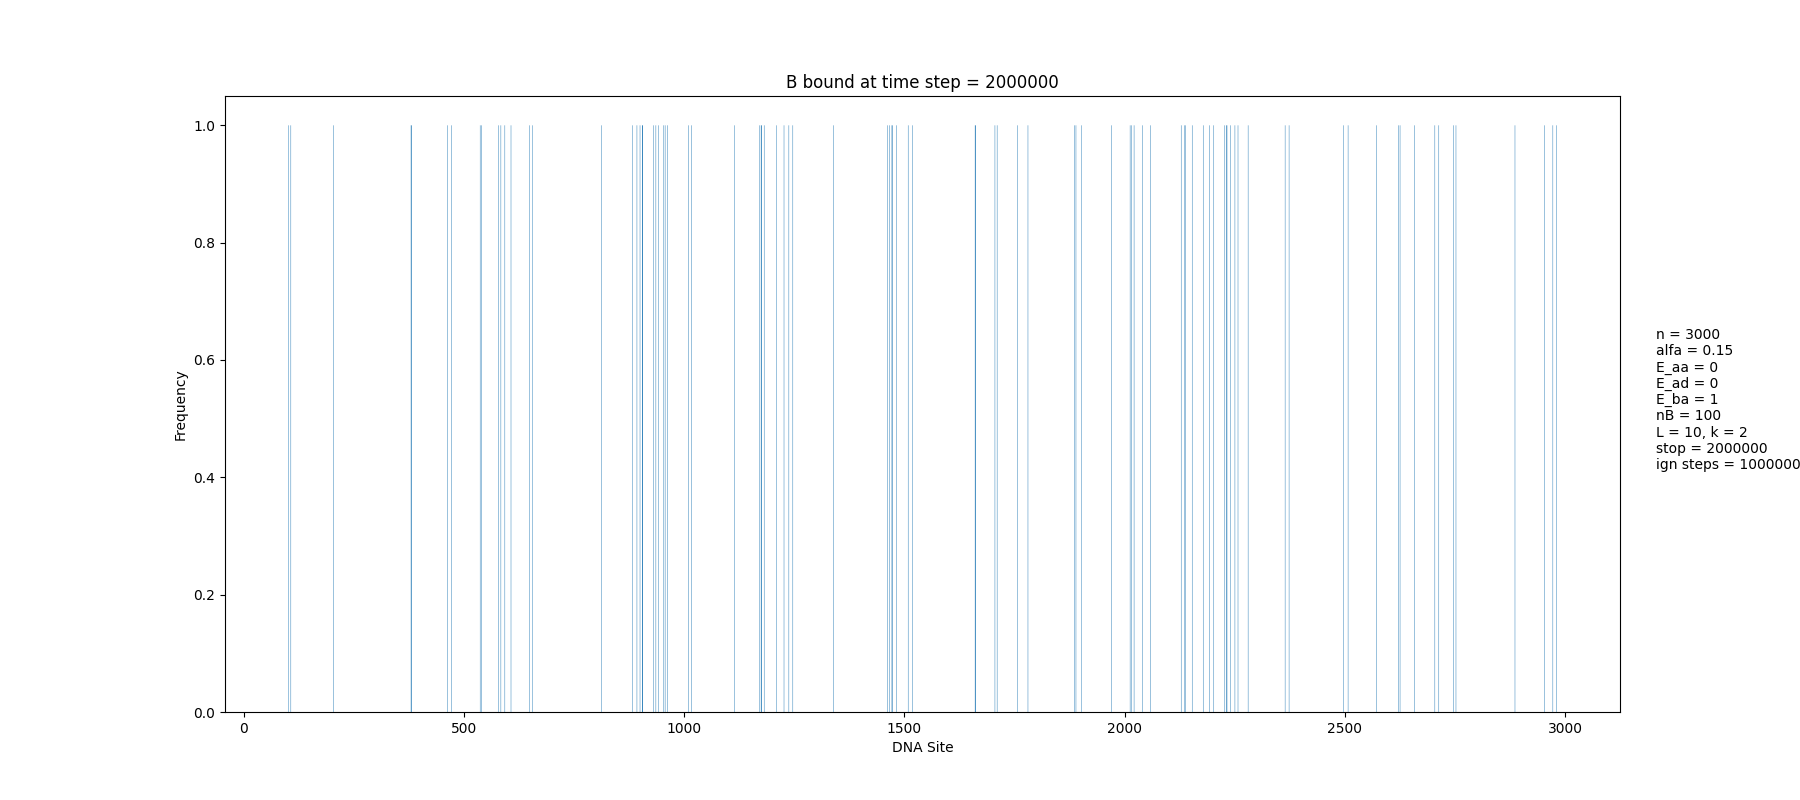 B bound at time step = 2000000
1.0
0.8
0.6
0.4
0.2
0.0
Frequency
0 500 1000 1500 2000 2500 3000
DNA Site
n = 3000
alfa = 0.15
E_aa = 0
E_ad = 0
E_ba = 1
nB = 100
L = 10, k = 2
stop = 2000000
ign steps = 1000000